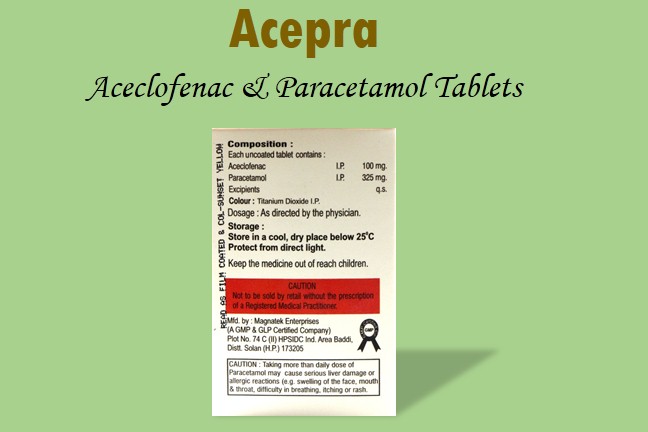 Acepra
Aceclofenac & Paracetamol Tablets
Composition :
Each uncoated tablet contains :
Aceclofenac I.P. 100 mg.
Paracetamol I.P. 325 mg.
Excipients q.s.
Colour : Titanium Dioxide I.P.
Dosage : As directed by the physician.
Storage :
Store in a cool, dry place below 25°C
Protect from direct light.
Keep the medicine out of reach children.
CAUTION
Not to be sold by retail without the prescription
of a Registered Medical Practitioner.
Mfd. by : Magnatek Enterprises
(A GMP & GLP Certified Company)
Plot No. 74 C (II) HPSIDC Ind. Area Baddi,
Distt. Solan (H.P.) 173205
GMP
CAUTION : Taking more than daily dose of
Paracetamol may cause serious liver damage or
allergic reactions (e.g. swelling of the face, mouth
& throat, difficulty in breathing, itching or rash.
READ AS FILM COATED & COL-SUNSET YELLOW